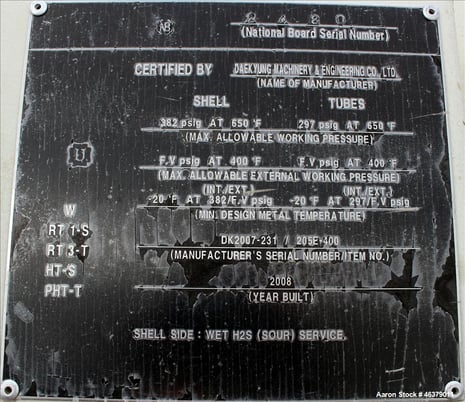 NB
2480
(National Board Serial Number)
CERTIFIED BY DAEKYUNG MACHINERY & ENGINEERING CO., LTD.
(NAME OF MANUFACTURER)
SHELL TUBES
382 psig AT 650 °F 297 psig AT 650 °F
(MAX. ALLOWABLE WORKING PRESSURE)
F.V psig AT 400 °F F.V psig AT 400 °F
(MAX. ALLOWABLE EXTERNAL WORKING PRESSURE)
(INT./EXT.) (INT./EXT.)
-20 °F AT 382/F.V psig -20 °F AT 297/F.V psig
(MIN. DESIGN METAL TEMPERATURE)
U
W
RT 1-S
RT 3-T
HT-S
PHT-T
DK2007-231 / 205E-400
(MANUFACTURER'S SERIAL NUMBER/ITEM NO.)
2008
(YEAR BUILT)
SHELL SIDE : WET H2S (SOUR) SERVICE.
Aaron Stock #